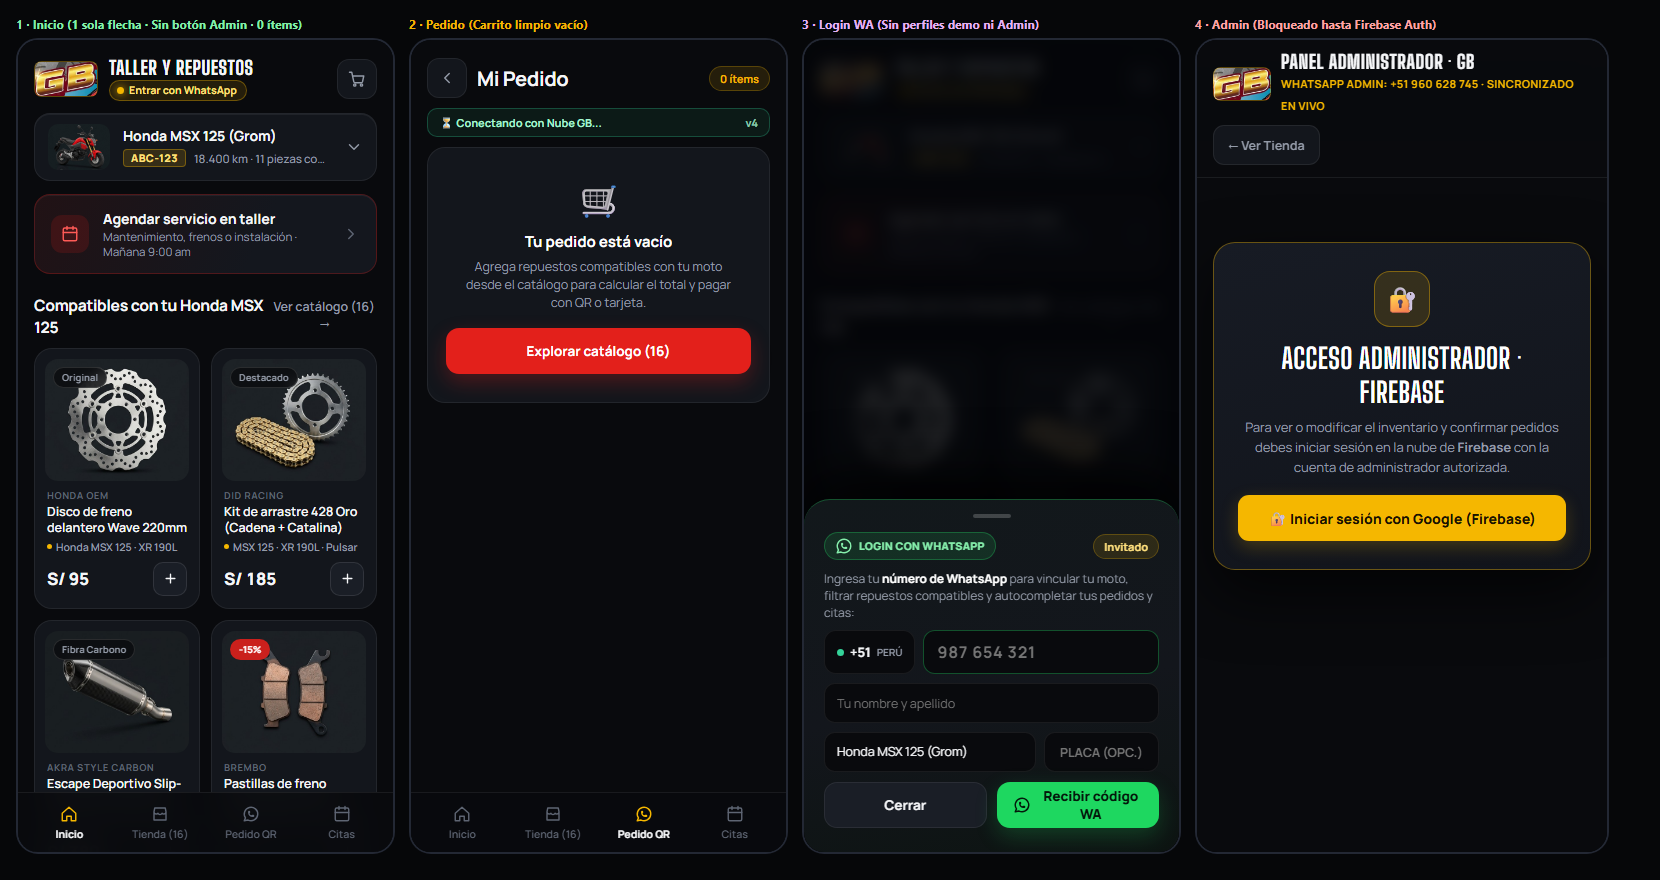 1 · Inicio (1 sola flecha · Sin botón Admin · 0 ítems)
GB
TALLER Y REPUESTOS
Entrar con WhatsApp
Honda MSX 125 (Grom)
ABC-123
18.400 km · 11 piezas co...
Agendar servicio en taller
Mantenimiento, frenos o instalación ·
Mañana 9:00 am
Compatibles con tu Honda MSX
125
Ver catálogo (16)
→
Original
HONDA OEM
Disco de freno
delantero Wave 220mm
Honda MSX 125 · XR 190L
S/ 95
+
Destacado
DID RACING
Kit de arrastre 428 Oro
(Cadena + Catalina)
MSX 125 · XR 190L · Pulsar
S/ 185
+
Fibra Carbono
AKRA STYLE CARBON
Escape Deportivo Slip-
-15%
BREMBO
Pastillas de freno
Inicio
Tienda (16)
Pedido QR
Citas
2 · Pedido (Carrito limpio vacío)
Mi Pedido
0 ítems
⏳ Conectando con Nube GB...
v4
Tu pedido está vacío
Agrega repuestos compatibles con tu moto
desde el catálogo para calcular el total y pagar
con QR o tarjeta.
Explorar catálogo (16)
Inicio
Tienda (16)
Pedido QR
Citas
3 · Login WA (Sin perfiles demo ni Admin)
LOGIN CON WHATSAPP
Invitado
Ingresa tu número de WhatsApp para vincular tu moto,
filtrar repuestos compatibles y autocompletar tus pedidos y
citas:
+51 PERÚ
987 654 321
Tu nombre y apellido
Honda MSX 125 (Grom)
PLACA (OPC.)
Cerrar
Recibir código
WA
4 · Admin (Bloqueado hasta Firebase Auth)
GB
PANEL ADMINISTRADOR · GB
WHATSAPP ADMIN: +51 960 628 745 · SINCRONIZADO
EN VIVO
← Ver Tienda
ACCESO ADMINISTRADOR ·
FIREBASE
Para ver o modificar el inventario y confirmar pedidos
debes iniciar sesión en la nube de Firebase con la
cuenta de administrador autorizada.
🔐 Iniciar sesión con Google (Firebase)